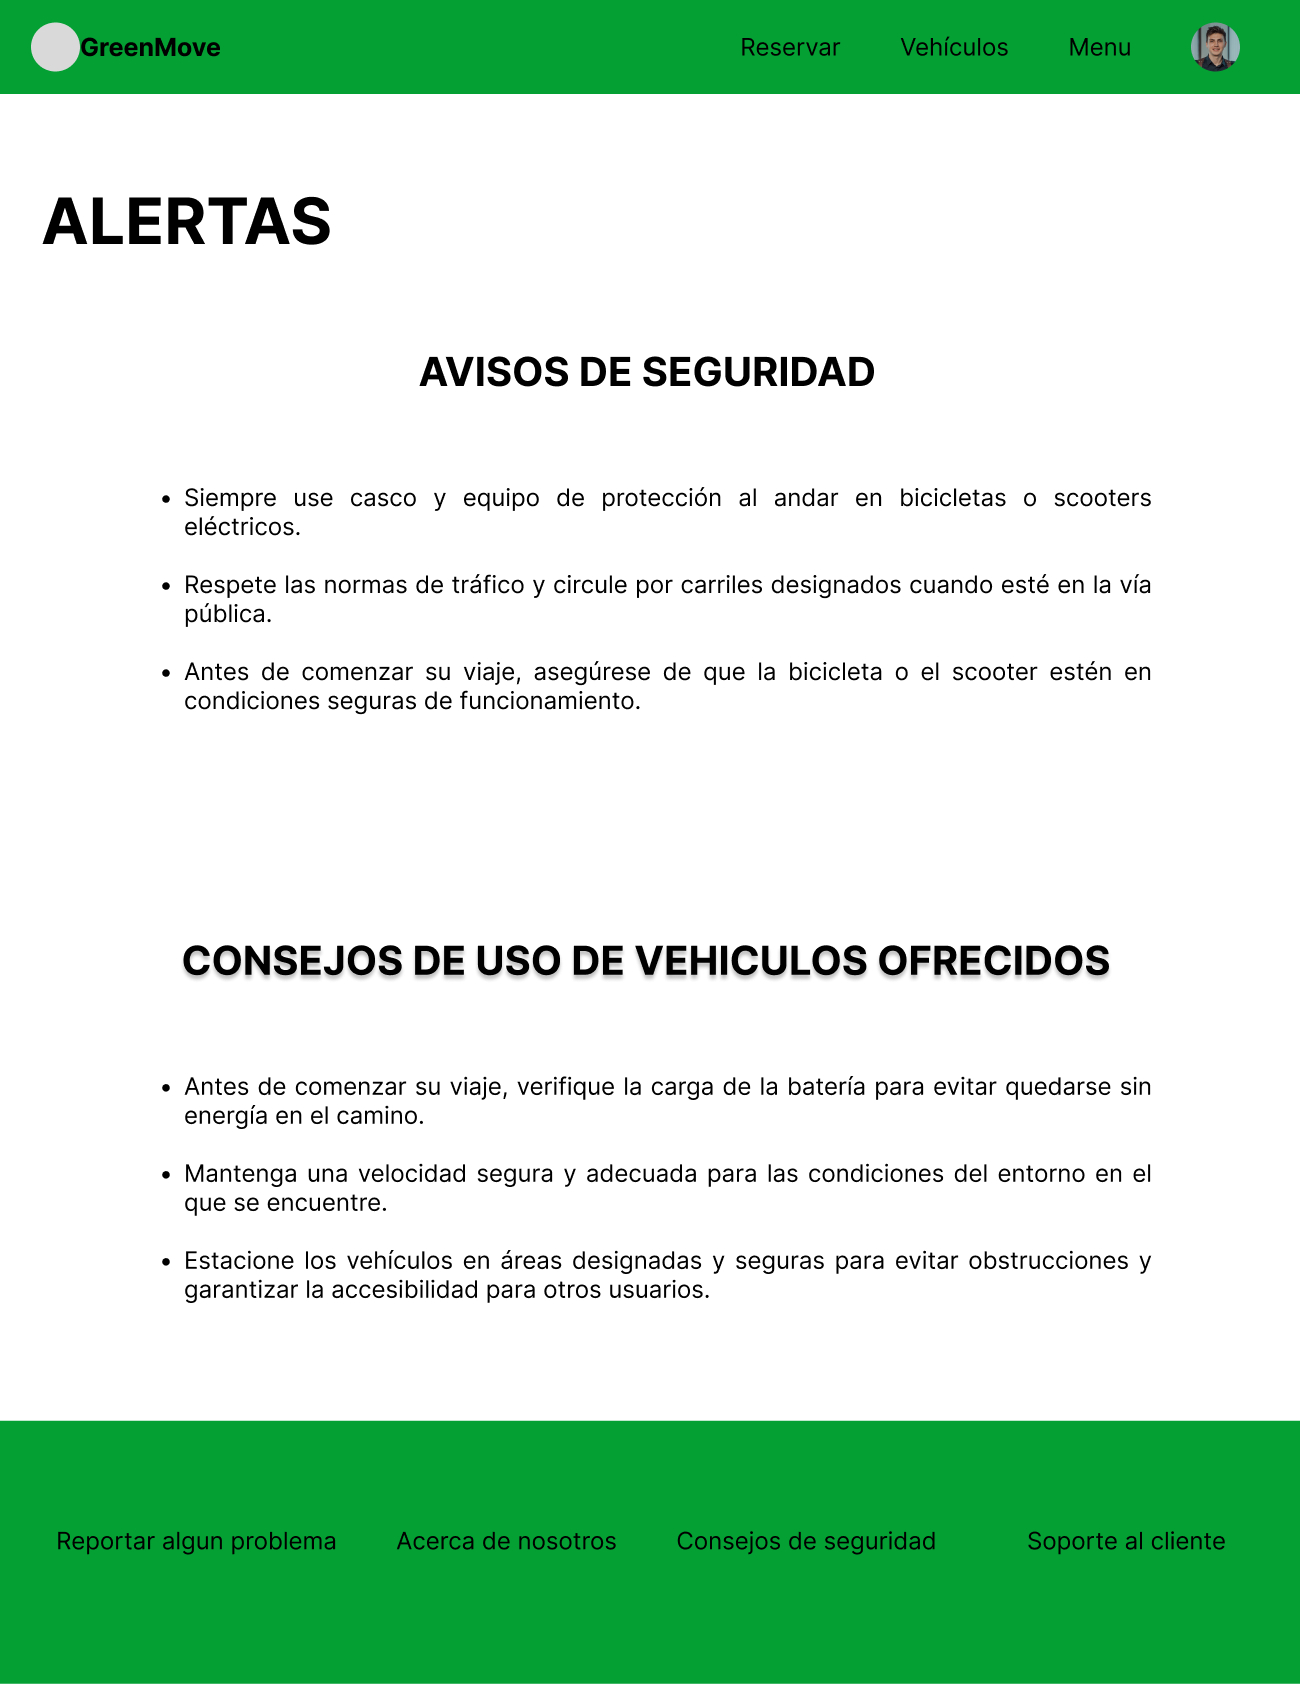 GreenMove Reservar Vehículos Menu
ALERTAS
AVISOS DE SEGURIDAD
• Siempre use casco y equipo de protección al andar en bicicletas o scooters
eléctricos.
• Respete las normas de tráfico y circule por carriles designados cuando esté en la vía
pública.
• Antes de comenzar su viaje, asegúrese de que la bicicleta o el scooter estén en
condiciones seguras de funcionamiento.
CONSEJOS DE USO DE VEHICULOS OFRECIDOS
• Antes de comenzar su viaje, verifique la carga de la batería para evitar quedarse sin
energía en el camino.
• Mantenga una velocidad segura y adecuada para las condiciones del entorno en el
que se encuentre.
• Estacione los vehículos en áreas designadas y seguras para evitar obstrucciones y
garantizar la accesibilidad para otros usuarios.
Reportar algun problema Acerca de nosotros Consejos de seguridad Soporte al cliente